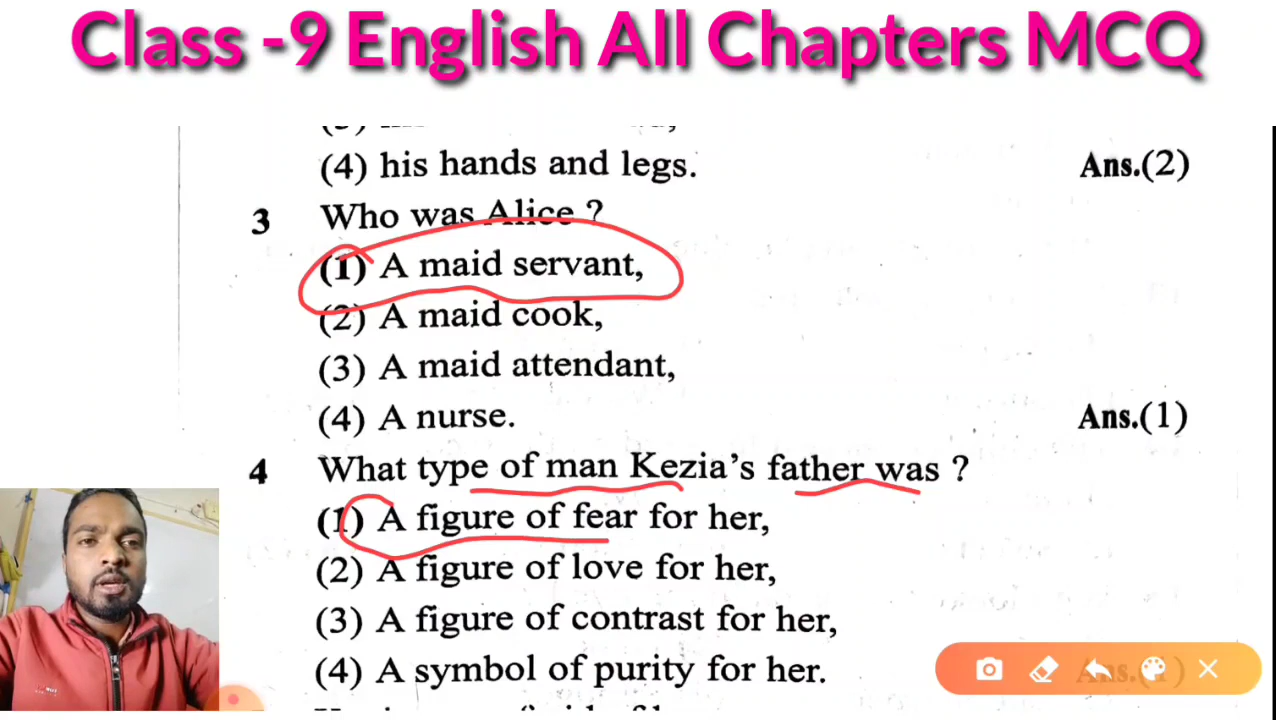 Class -9 English All Chapters MCQ
(4) his hands and legs. Ans.(2)
3 Who was Alice ?
(1) A maid servant,
(2) A maid cook,
(3) A maid attendant,
(4) A nurse. Ans.(1)
4 What type of man Kezia's father was ?
(1) A figure of fear for her,
(2) A figure of love for her,
(3) A figure of contrast for her,
(4) A symbol of purity for her. Ans.(1)